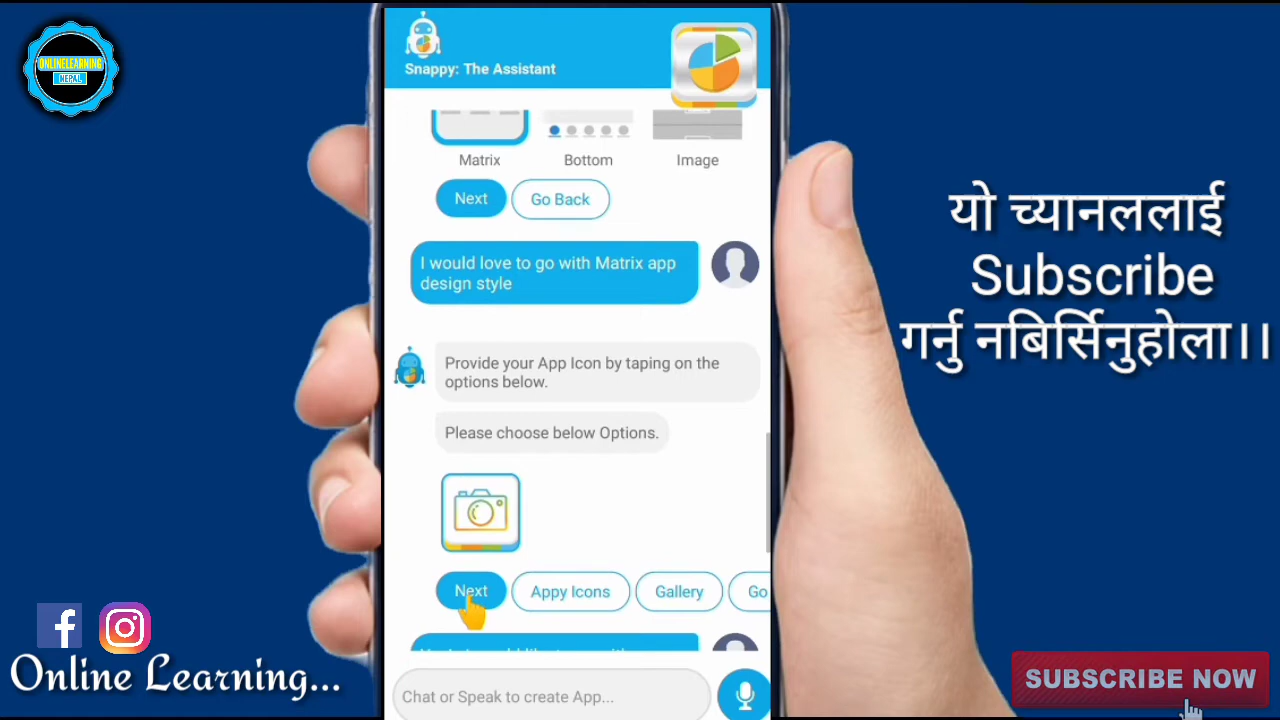 ONLINELEARNING
NEPAL
Snappy: The Assistant
Matrix
Bottom
Image
Next
Go Back
I would love to go with Matrix app
design style
Provide your App Icon by taping on the
options below.
Please choose below Options.
Next
Appy Icons
Gallery
Go
Chat or Speak to create App...
यो च्यानललाई
Subscribe
गर्नु नबिर्सिनुहोला।।
Online Learning...
SUBSCRIBE NOW